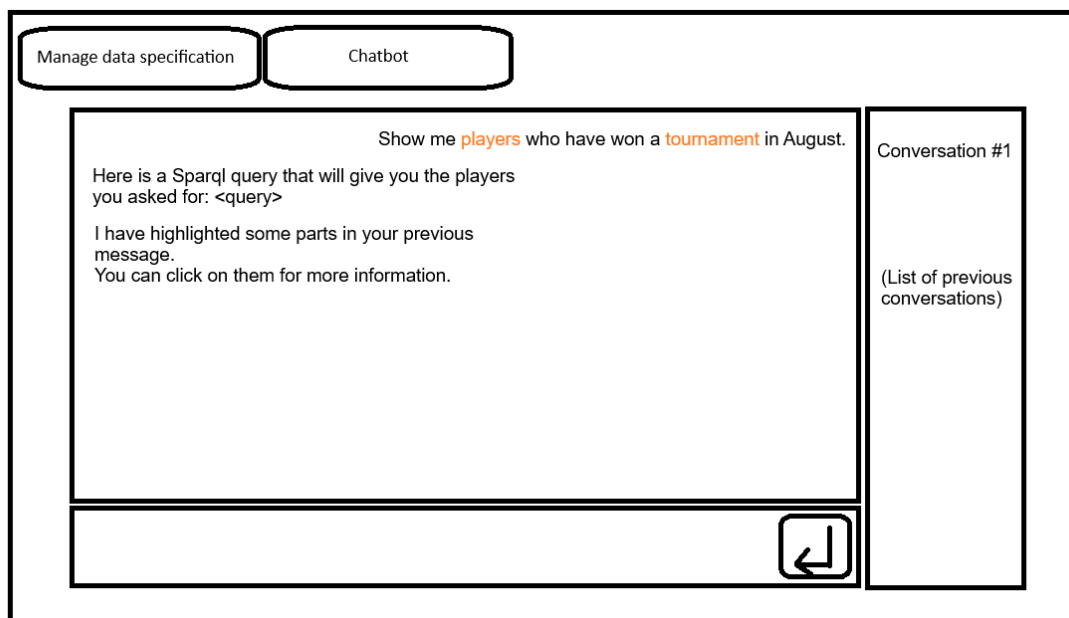 Manage data specification
Chatbot
Show me players who have won a tournament in August.
Here is a Sparql query that will give you the players
you asked for: <query>
I have highlighted some parts in your previous
message.
You can click on them for more information.
Conversation #1
(List of previous
conversations)